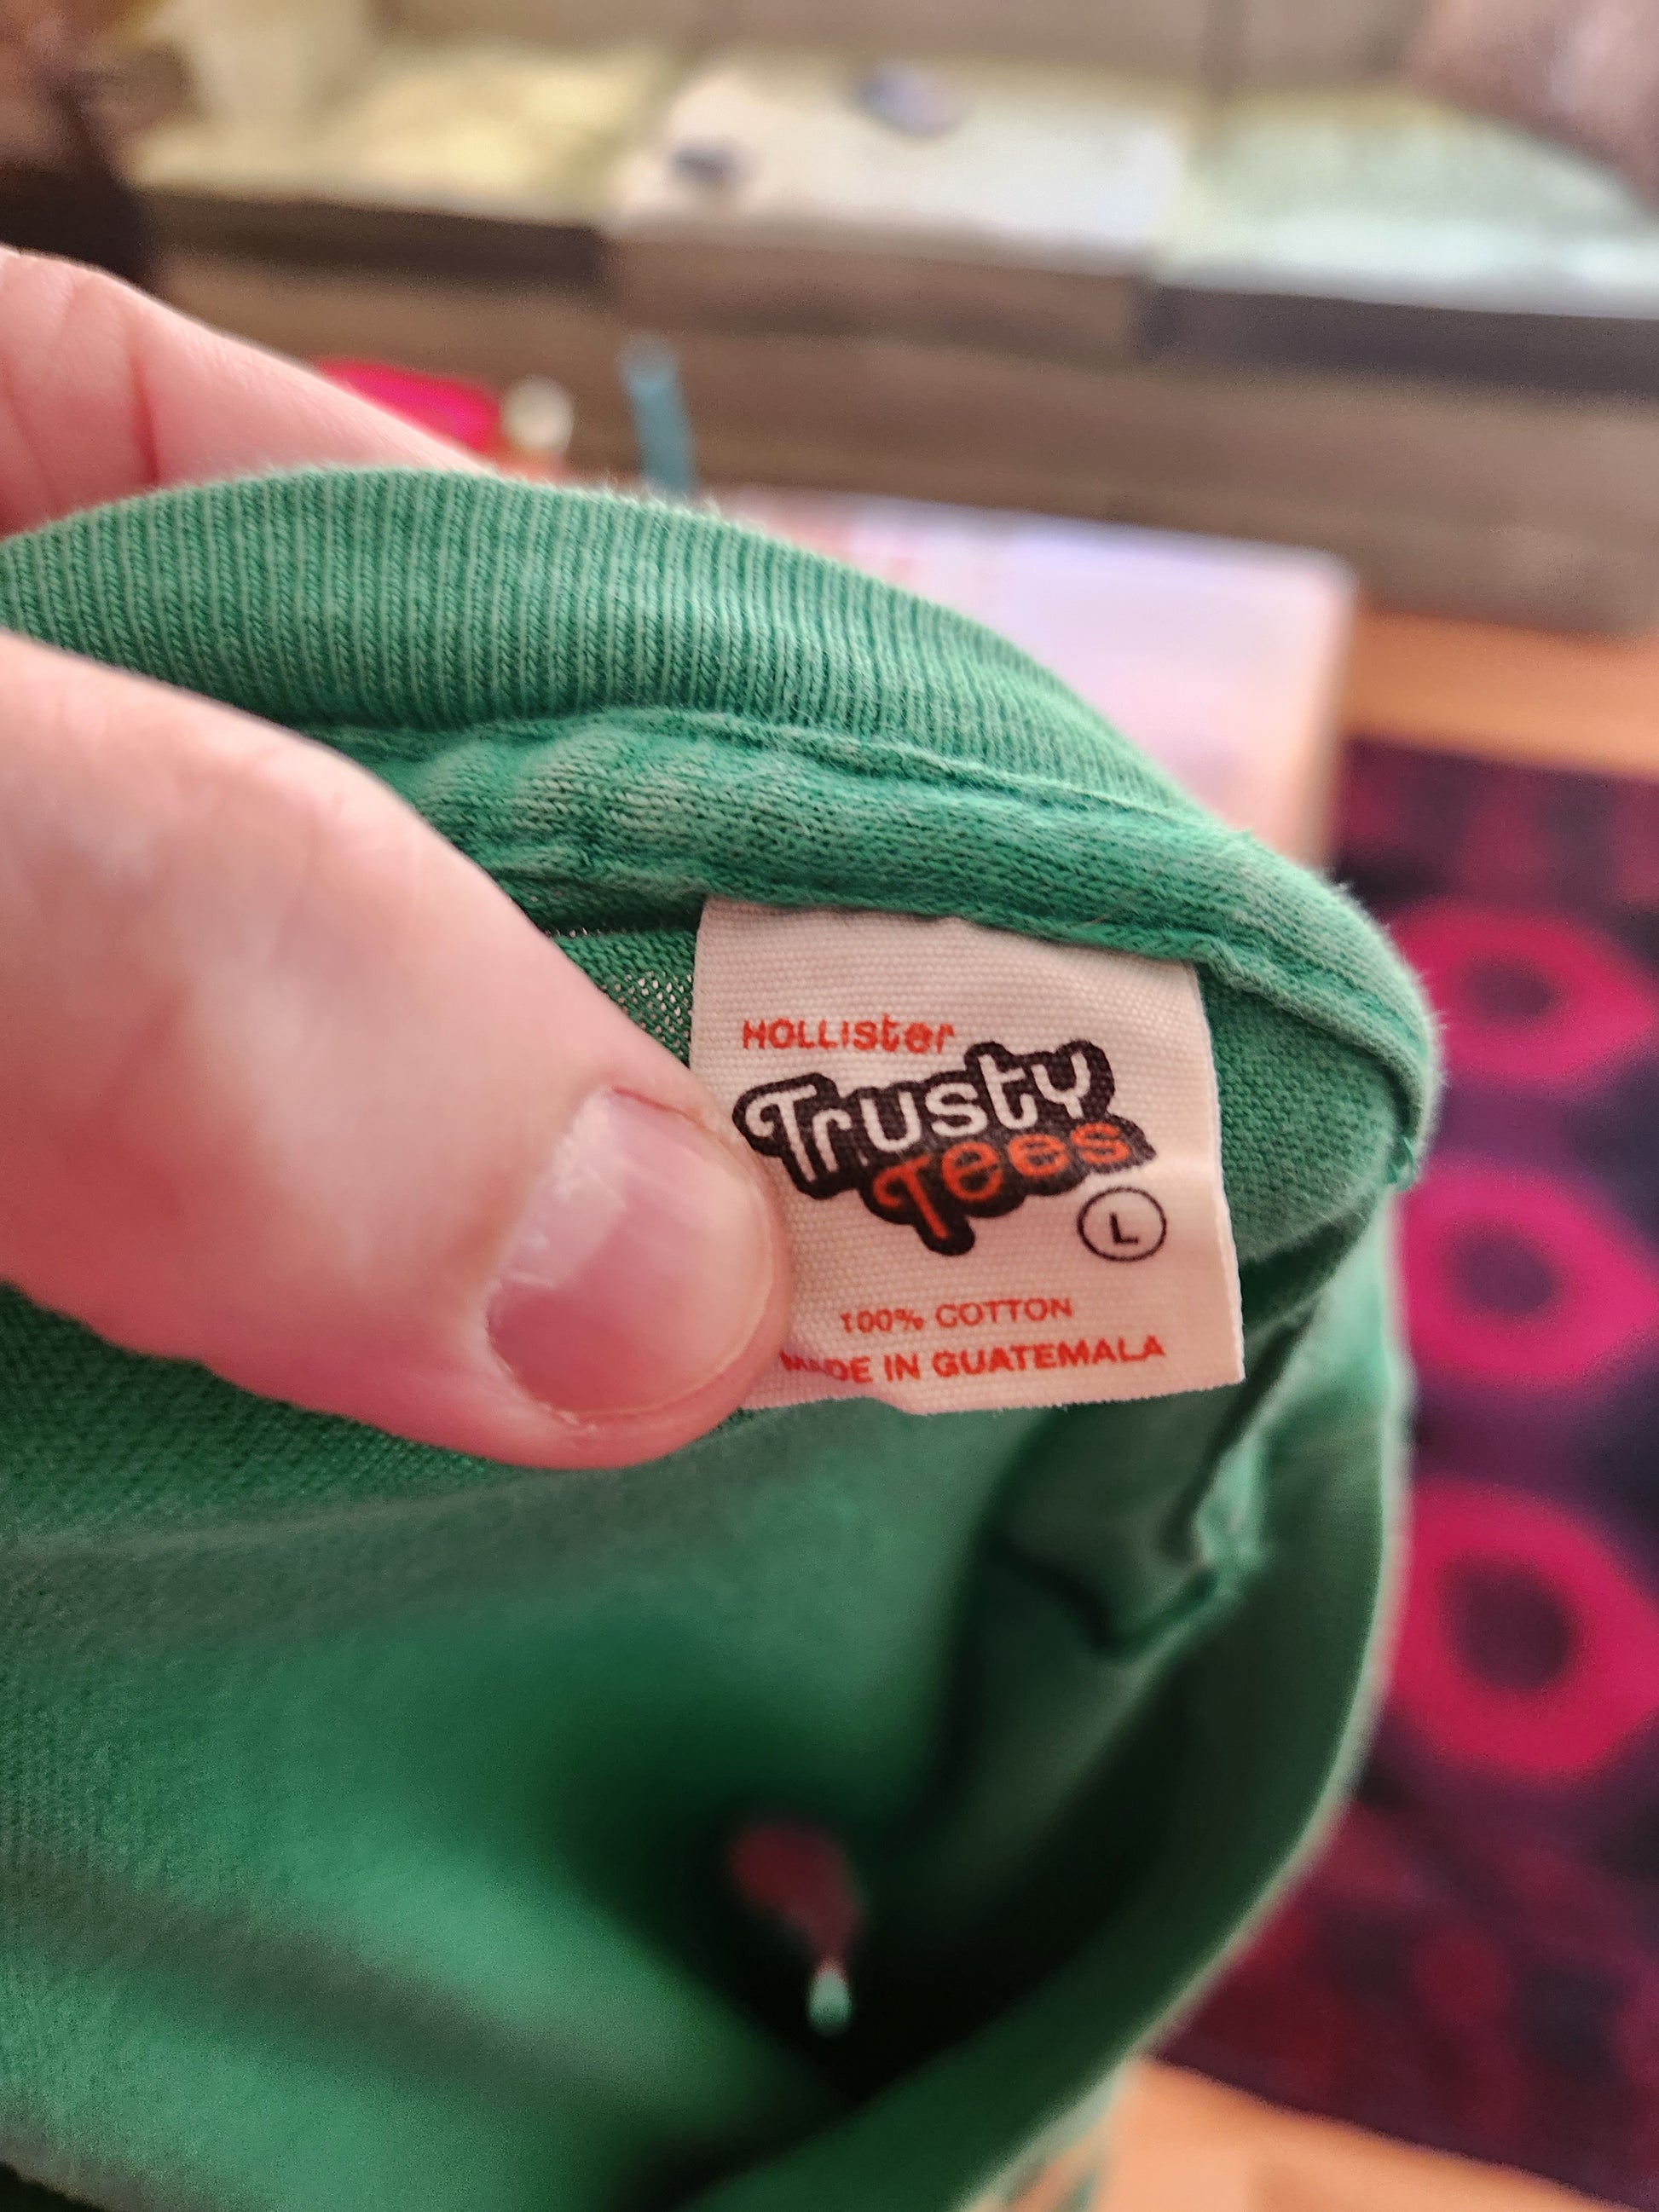 HOLLISter
Trusty
Tees
L
100% COTTON
MADE IN GUATEMALA